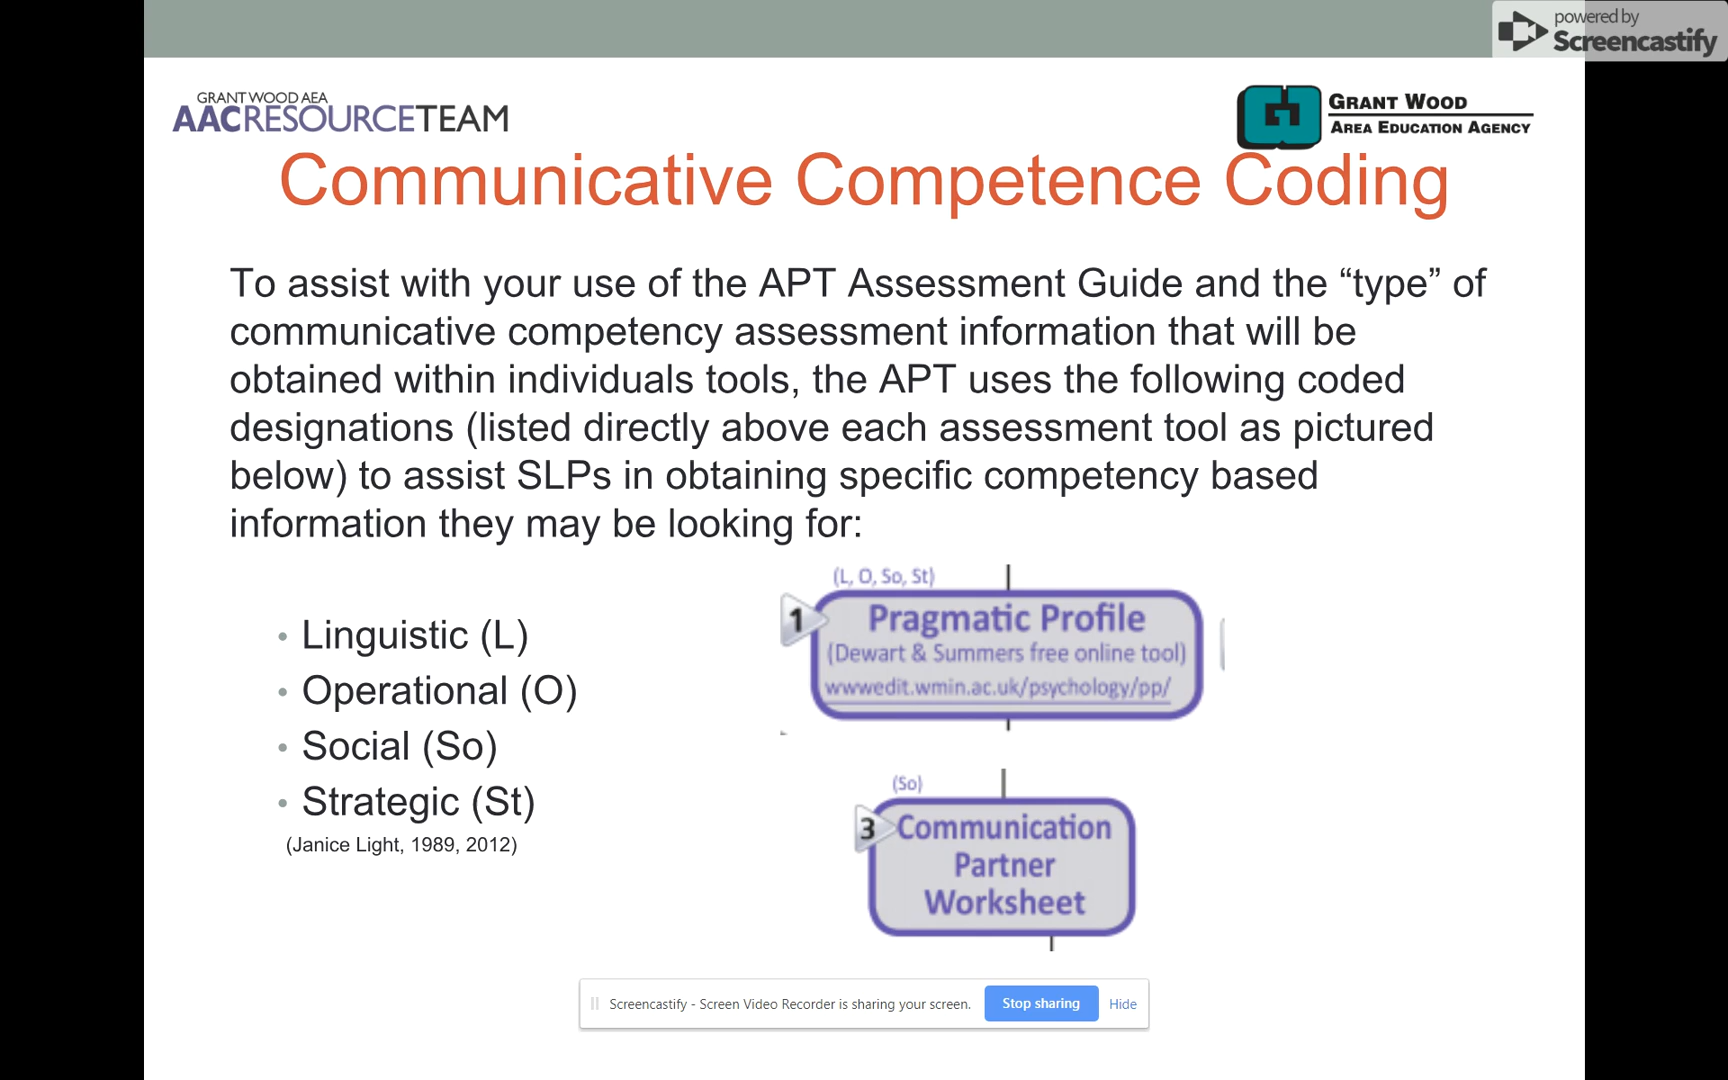 powered by
Screencastify
GRANT WOOD AEA
AACRESOURCETEAM
GRANT WOOD
AREA EDUCATION AGENCY
Communicative Competence Coding
To assist with your use of the APT Assessment Guide and the “type” of
communicative competency assessment information that will be
obtained within individuals tools, the APT uses the following coded
designations (listed directly above each assessment tool as pictured
below) to assist SLPs in obtaining specific competency based
information they may be looking for:
• Linguistic (L)
• Operational (O)
• Social (So)
• Strategic (St)
(Janice Light, 1989, 2012)
(L, O, So, St)
1
Pragmatic Profile
(Dewart & Summers free online tool)
wwwedit.wmin.ac.uk/psychology/pp/
(So)
3
Communication
Partner
Worksheet
Screencastify - Screen Video Recorder is sharing your screen.
Stop sharing
Hide